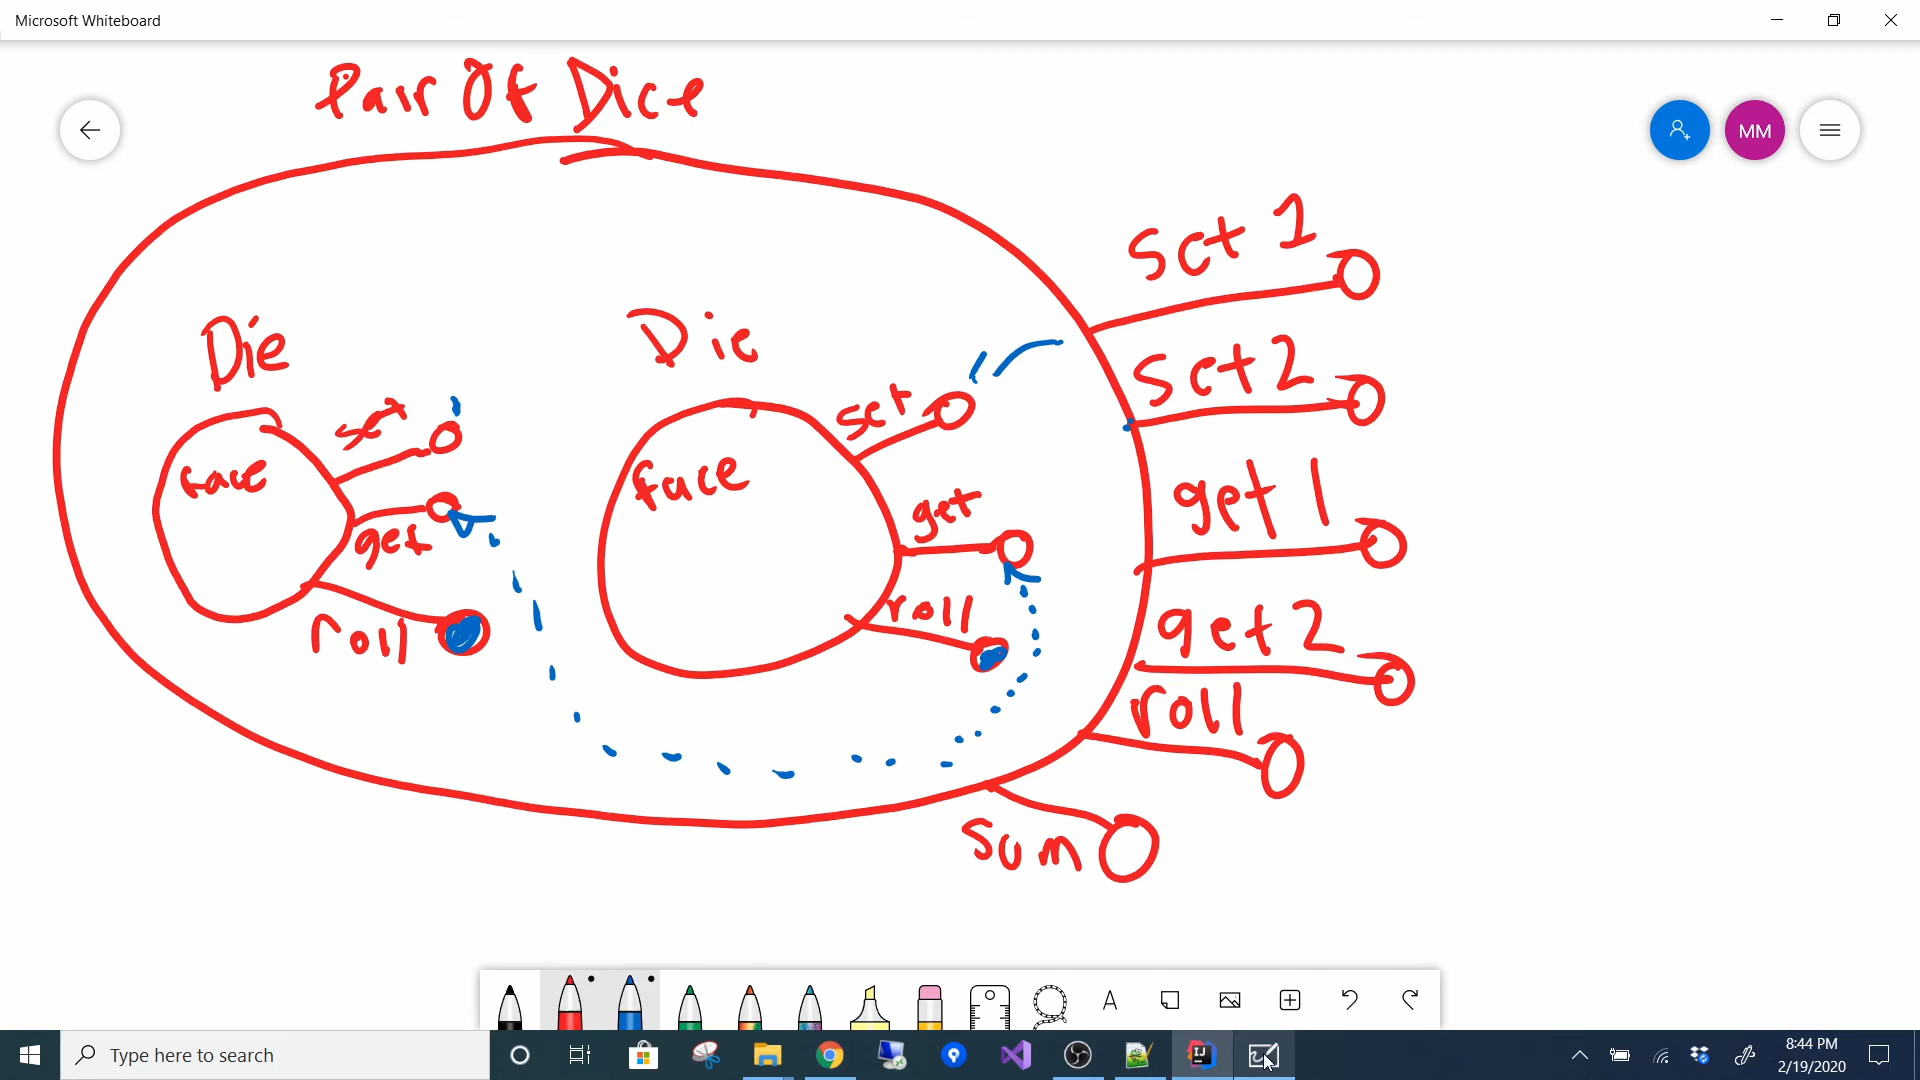 Microsoft Whiteboard
Pair Of Dice
MM
set 1
Die
Die
set 2
set
set
face
face
get 1
get
get
roll
roll
get 2
roll
sum
A
Type here to search
IJ
8:44 PM
2/19/2020